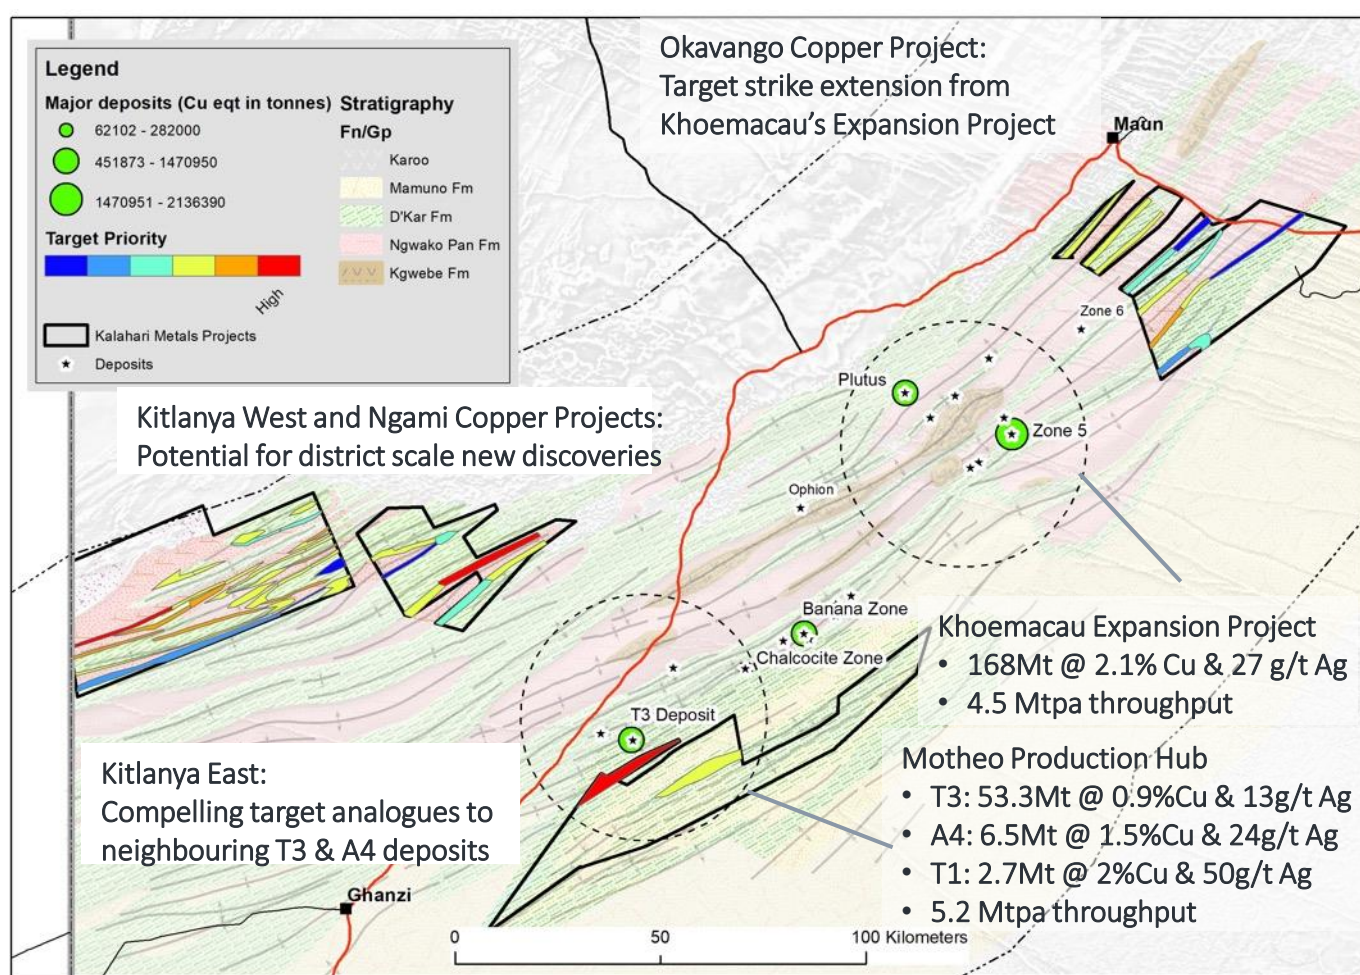 Legend
Major deposits (Cu eqt in tonnes)
62102 - 282000
451873 - 1470950
1470951 - 2136390
Target Priority
High
Kalahari Metals Projects
Deposits
Stratigraphy
Fn/Gp
Karoo
Mamuno Fm
D'Kar Fm
Ngwako Pan Fm
Kgwebe Fm
Okavango Copper Project:
Target strike extension from
Khoemacau's Expansion Project
Maun
Zone 6
Plutus
Zone 5
Kitlanya West and Ngami Copper Projects:
Potential for district scale new discoveries
Ophion
Banana Zone
Chalcocite Zone
Khoemacau Expansion Project
• 168Mt @ 2.1% Cu & 27 g/t Ag
• 4.5 Mtpa throughput
T3 Deposit
Kitlanya East:
Compelling target analogues to
neighbouring T3 & A4 deposits
Motheo Production Hub
• T3: 53.3Mt @ 0.9%Cu & 13g/t Ag
• A4: 6.5Mt @ 1.5%Cu & 24g/t Ag
• T1: 2.7Mt @ 2%Cu & 50g/t Ag
• 5.2 Mtpa throughput
Ghanzi
0 50 100 Kilometers